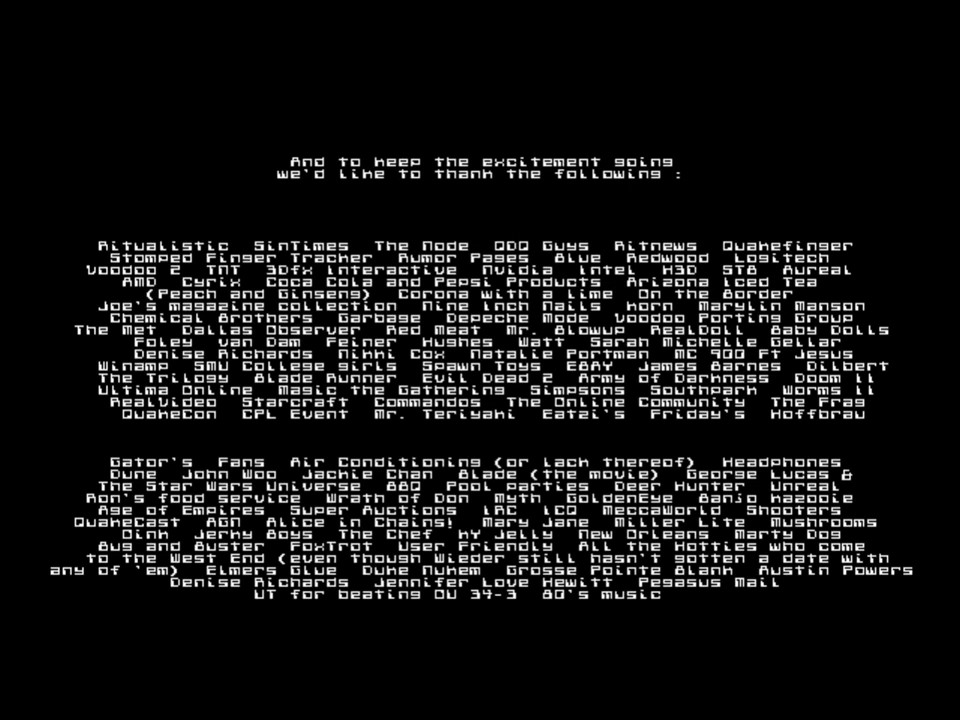 And to keep the excitement going
we'd like to thank the following :
Ritualistic SinTimes The Node QDQ Guys Ritnews Quakefinger
Stomped Finger Tracker Rumor Pages Blue Redwood Logitech
Voodoo 2 TNT 3Dfx Interactive Nvidia Intel H3D STB Aureal
AMD Cyrix Coca Cola and Pepsi Products Arizona Iced Tea
(Peach and Ginseng) Corona with a lime On the Border
Joe's magazine collection Nine Inch Nails Korn Marylin Manson
Chemical Brothers Garbage Depeche Mode Voodoo Porting Group
The Met Dallas Observer Red Meat Mr. Blowup RealDoll Baby Dolls
Foley van Dam Feiner Hughes Watt Sarah Michelle Gellar
Denise Richards Nikki Cox Natalie Portman MC 900 Ft Jesus
Winamp SMU College girls Spawn Toys EBAY James Barnes Dilbert
The Trilogy Blade Runner Evil Dead 2 Army of Darkness Doom II
Ultima Online Magic the Gathering Simpsons Southpark Worms II
RealVideo Starcraft Commandos The Online Community The Frag
QuakeCon CPL Event Mr. Teriyaki Eatzi's Friday's Hoffbrau
Gator's Fans Air Conditioning (or lack thereof) Headphones
Dune John Woo Jackie Chan Blade (the movie) George Lucas &
The Star Wars Universe BBQ Pool parties Deer Hunter Unreal
Ron's food service Wrath of Don Myth GoldenEye Banjo Kazooie
Age of Empires Super Auctions IRC ICQ MeccaWorld Shooters
QuakeCast AGN Alice in Chains! Mary Jane Miller Lite Mushrooms
Oink Jerky Boys The Chef KY Jelly New Orleans Marty Dog
Bug and Buster FoxTrot User Friendly All the Hotties who come
to the West End (even though Wieder still hasn't gotten a date with
any of 'em) Elmers Glue Duke Nukem Grosse Pointe Blank Austin Powers
Denise Richards Jennifer Love Hewitt Pegasus Mail
UT for beating OU 34-3 80's music